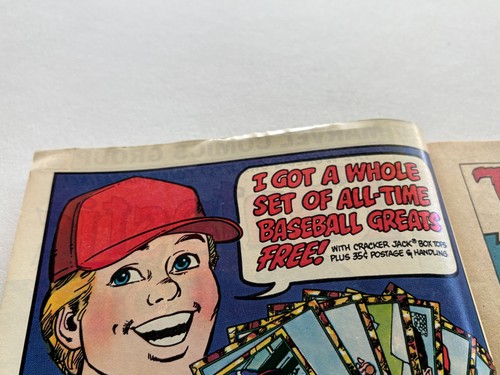 I GOT A WHOLE
SET OF ALL-TIME
BASEBALL GREATS
FREE! WITH CRACKER JACK® BOX TOPS
PLUS 35¢ POSTAGE & HANDLING